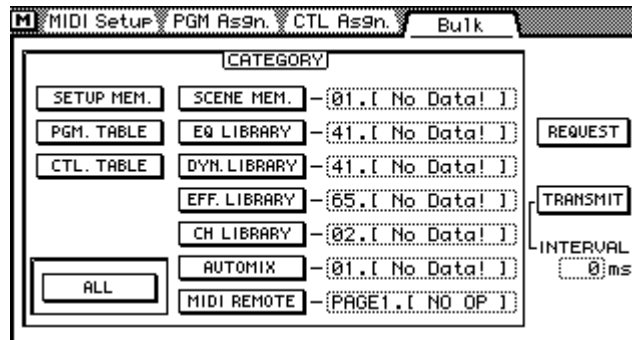 M MIDI Setup PGM Asgn. CTL Asgn. Bulk
CATEGORY
SETUP MEM. SCENE MEM. 01.[ No Data! ]
PGM. TABLE EQ LIBRARY 41.[ No Data! ] REQUEST
CTL. TABLE DYN.LIBRARY 41.[ No Data! ]
EFF. LIBRARY 65.[ No Data! ] TRANSMIT
CH LIBRARY 02.[ No Data! ]
INTERVAL
AUTOMIX 01.[ No Data! ] 0ms
ALL
MIDI REMOTE PAGE1.[ NO OP ]